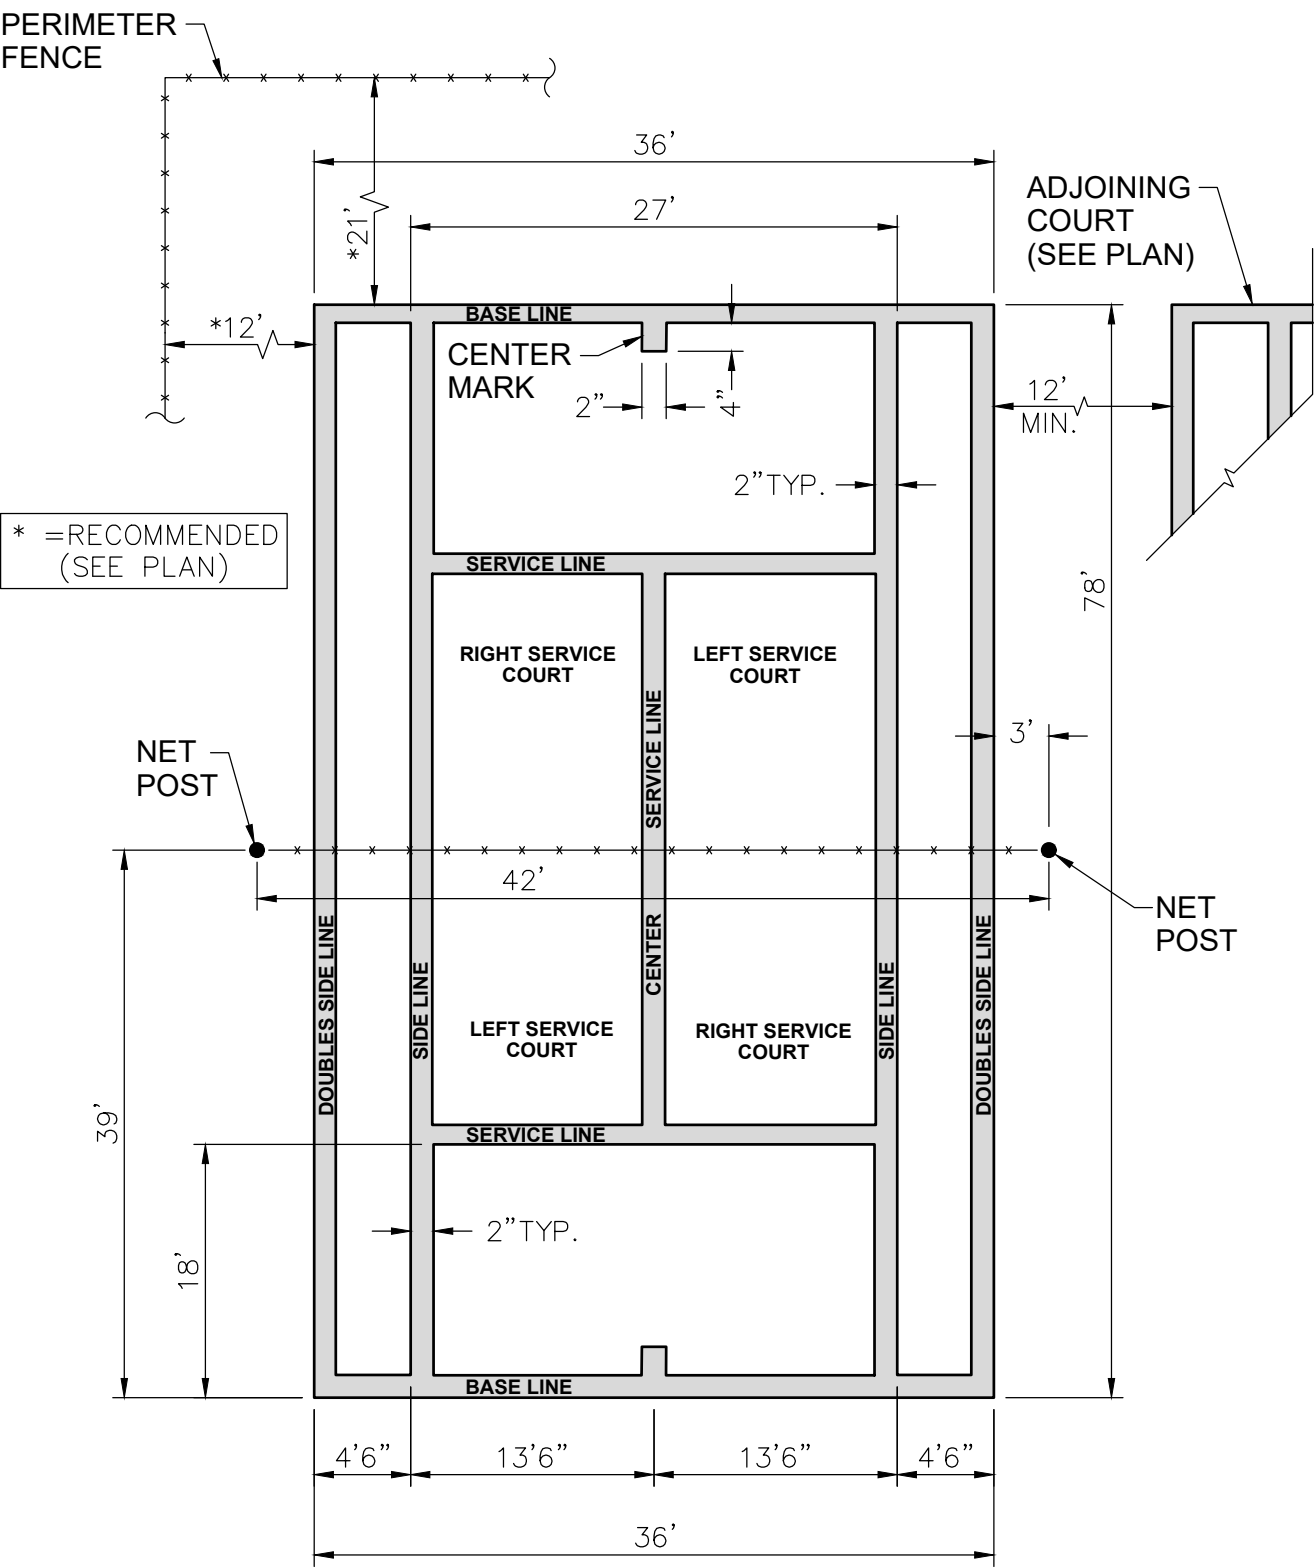 PERIMETER
FENCE
36'
ADJOINING
COURT
(SEE PLAN)
27'
*21'
BASE LINE
*12'
CENTER
MARK
2"
4"
12'
MIN.
2"TYP.
* =RECOMMENDED
(SEE PLAN)
SERVICE LINE
78'
RIGHT SERVICE
COURT
LEFT SERVICE
COURT
SERVICE LINE
3'
NET
POST
42'
NET
POST
DOUBLES SIDE LINE
SIDE LINE
CENTER
SIDE LINE
DOUBLES SIDE LINE
LEFT SERVICE
COURT
RIGHT SERVICE
COURT
39'
SERVICE LINE
18'
2"TYP.
BASE LINE
4'6"
13'6"
13'6"
4'6"
36'